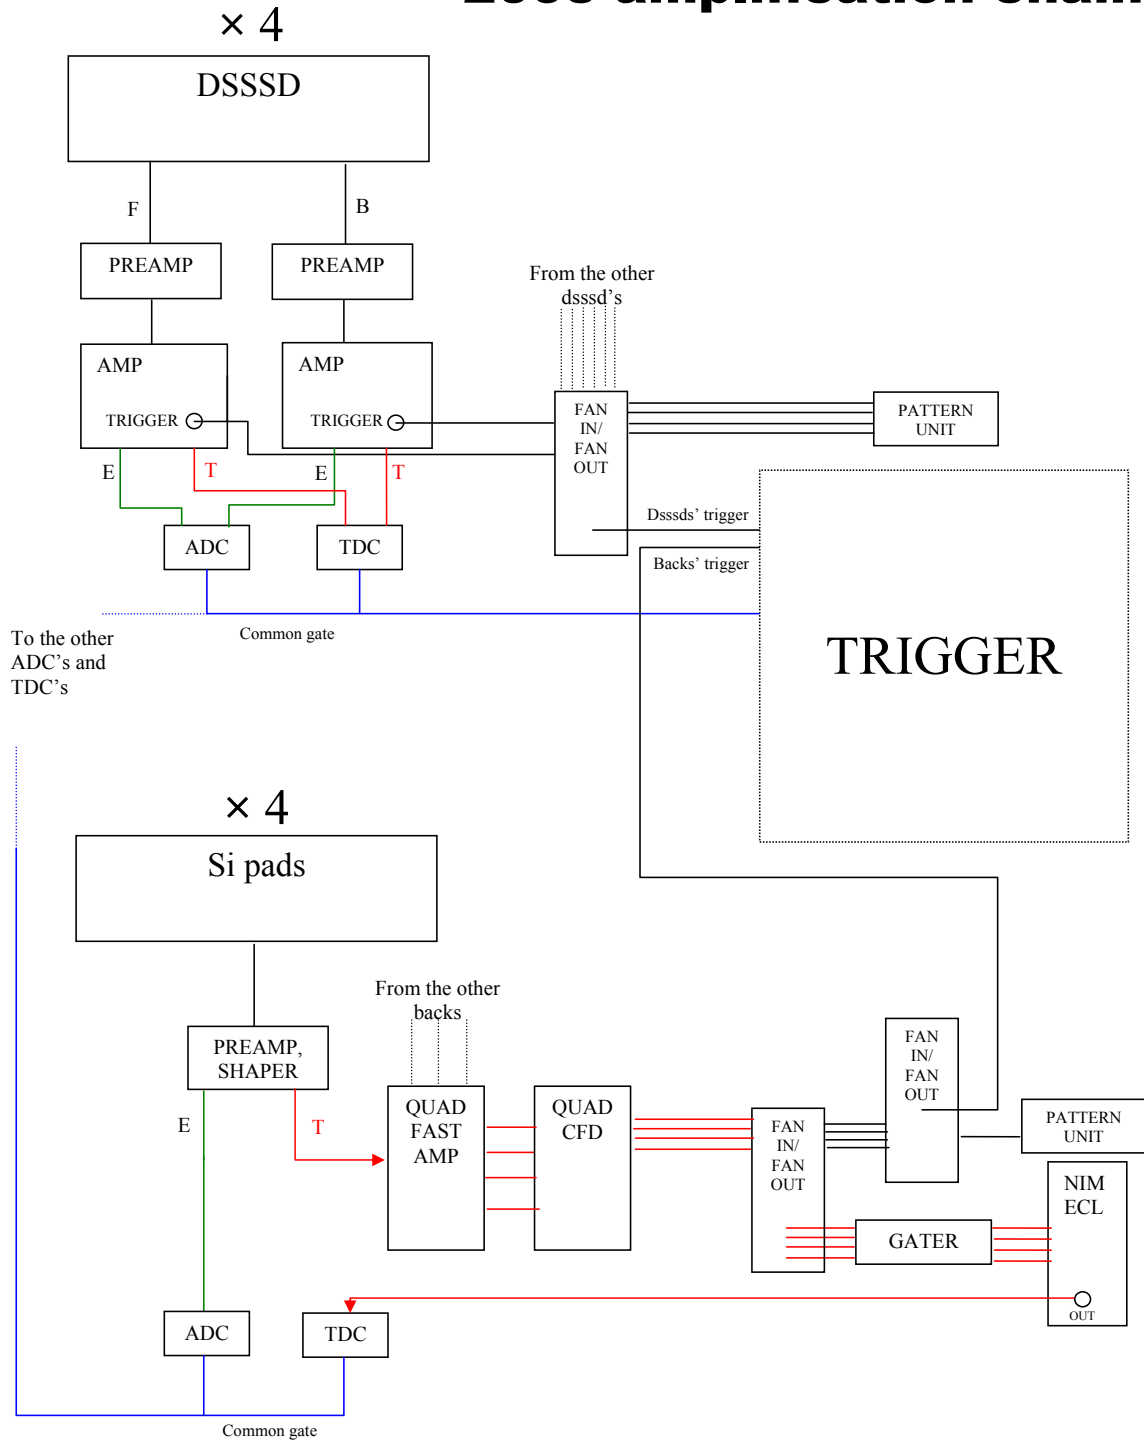 × 4
DSSSD
F
B
PREAMP
PREAMP
From the other
dsssd's
AMP
AMP
TRIGGER
TRIGGER
FAN
IN/
FAN
OUT
PATTERN
UNIT
E
T
E
T
ADC
TDC
Dsssds' trigger
Backs' trigger
Common gate
To the other
ADC's and
TDC's
TRIGGER
× 4
Si pads
From the other
backs
PREAMP,
SHAPER
E
T
QUAD
FAST
AMP
QUAD
CFD
FAN
IN/
FAN
OUT
FAN
IN/
FAN
OUT
PATTERN
UNIT
NIM
ECL
GATER
OUT
ADC
TDC
Common gate